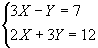 3X − Y = 7
2X + 3Y = 12